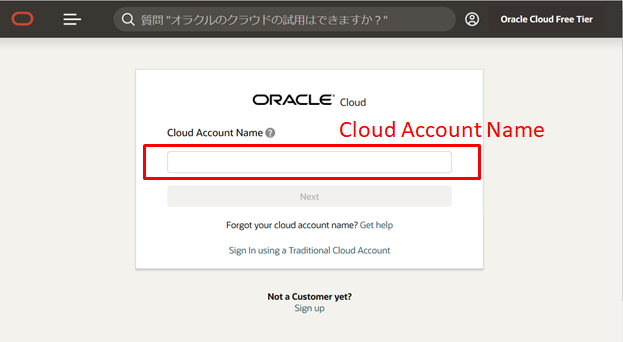 質問 "オラクルのクラウドの試用はできますか？"
Oracle Cloud Free Tier
ORACLE Cloud
Cloud Account Name ?
Cloud Account Name
Next
Forgot your cloud account name? Get help
Sign In using a Traditional Cloud Account
Not a Customer yet?
Sign up